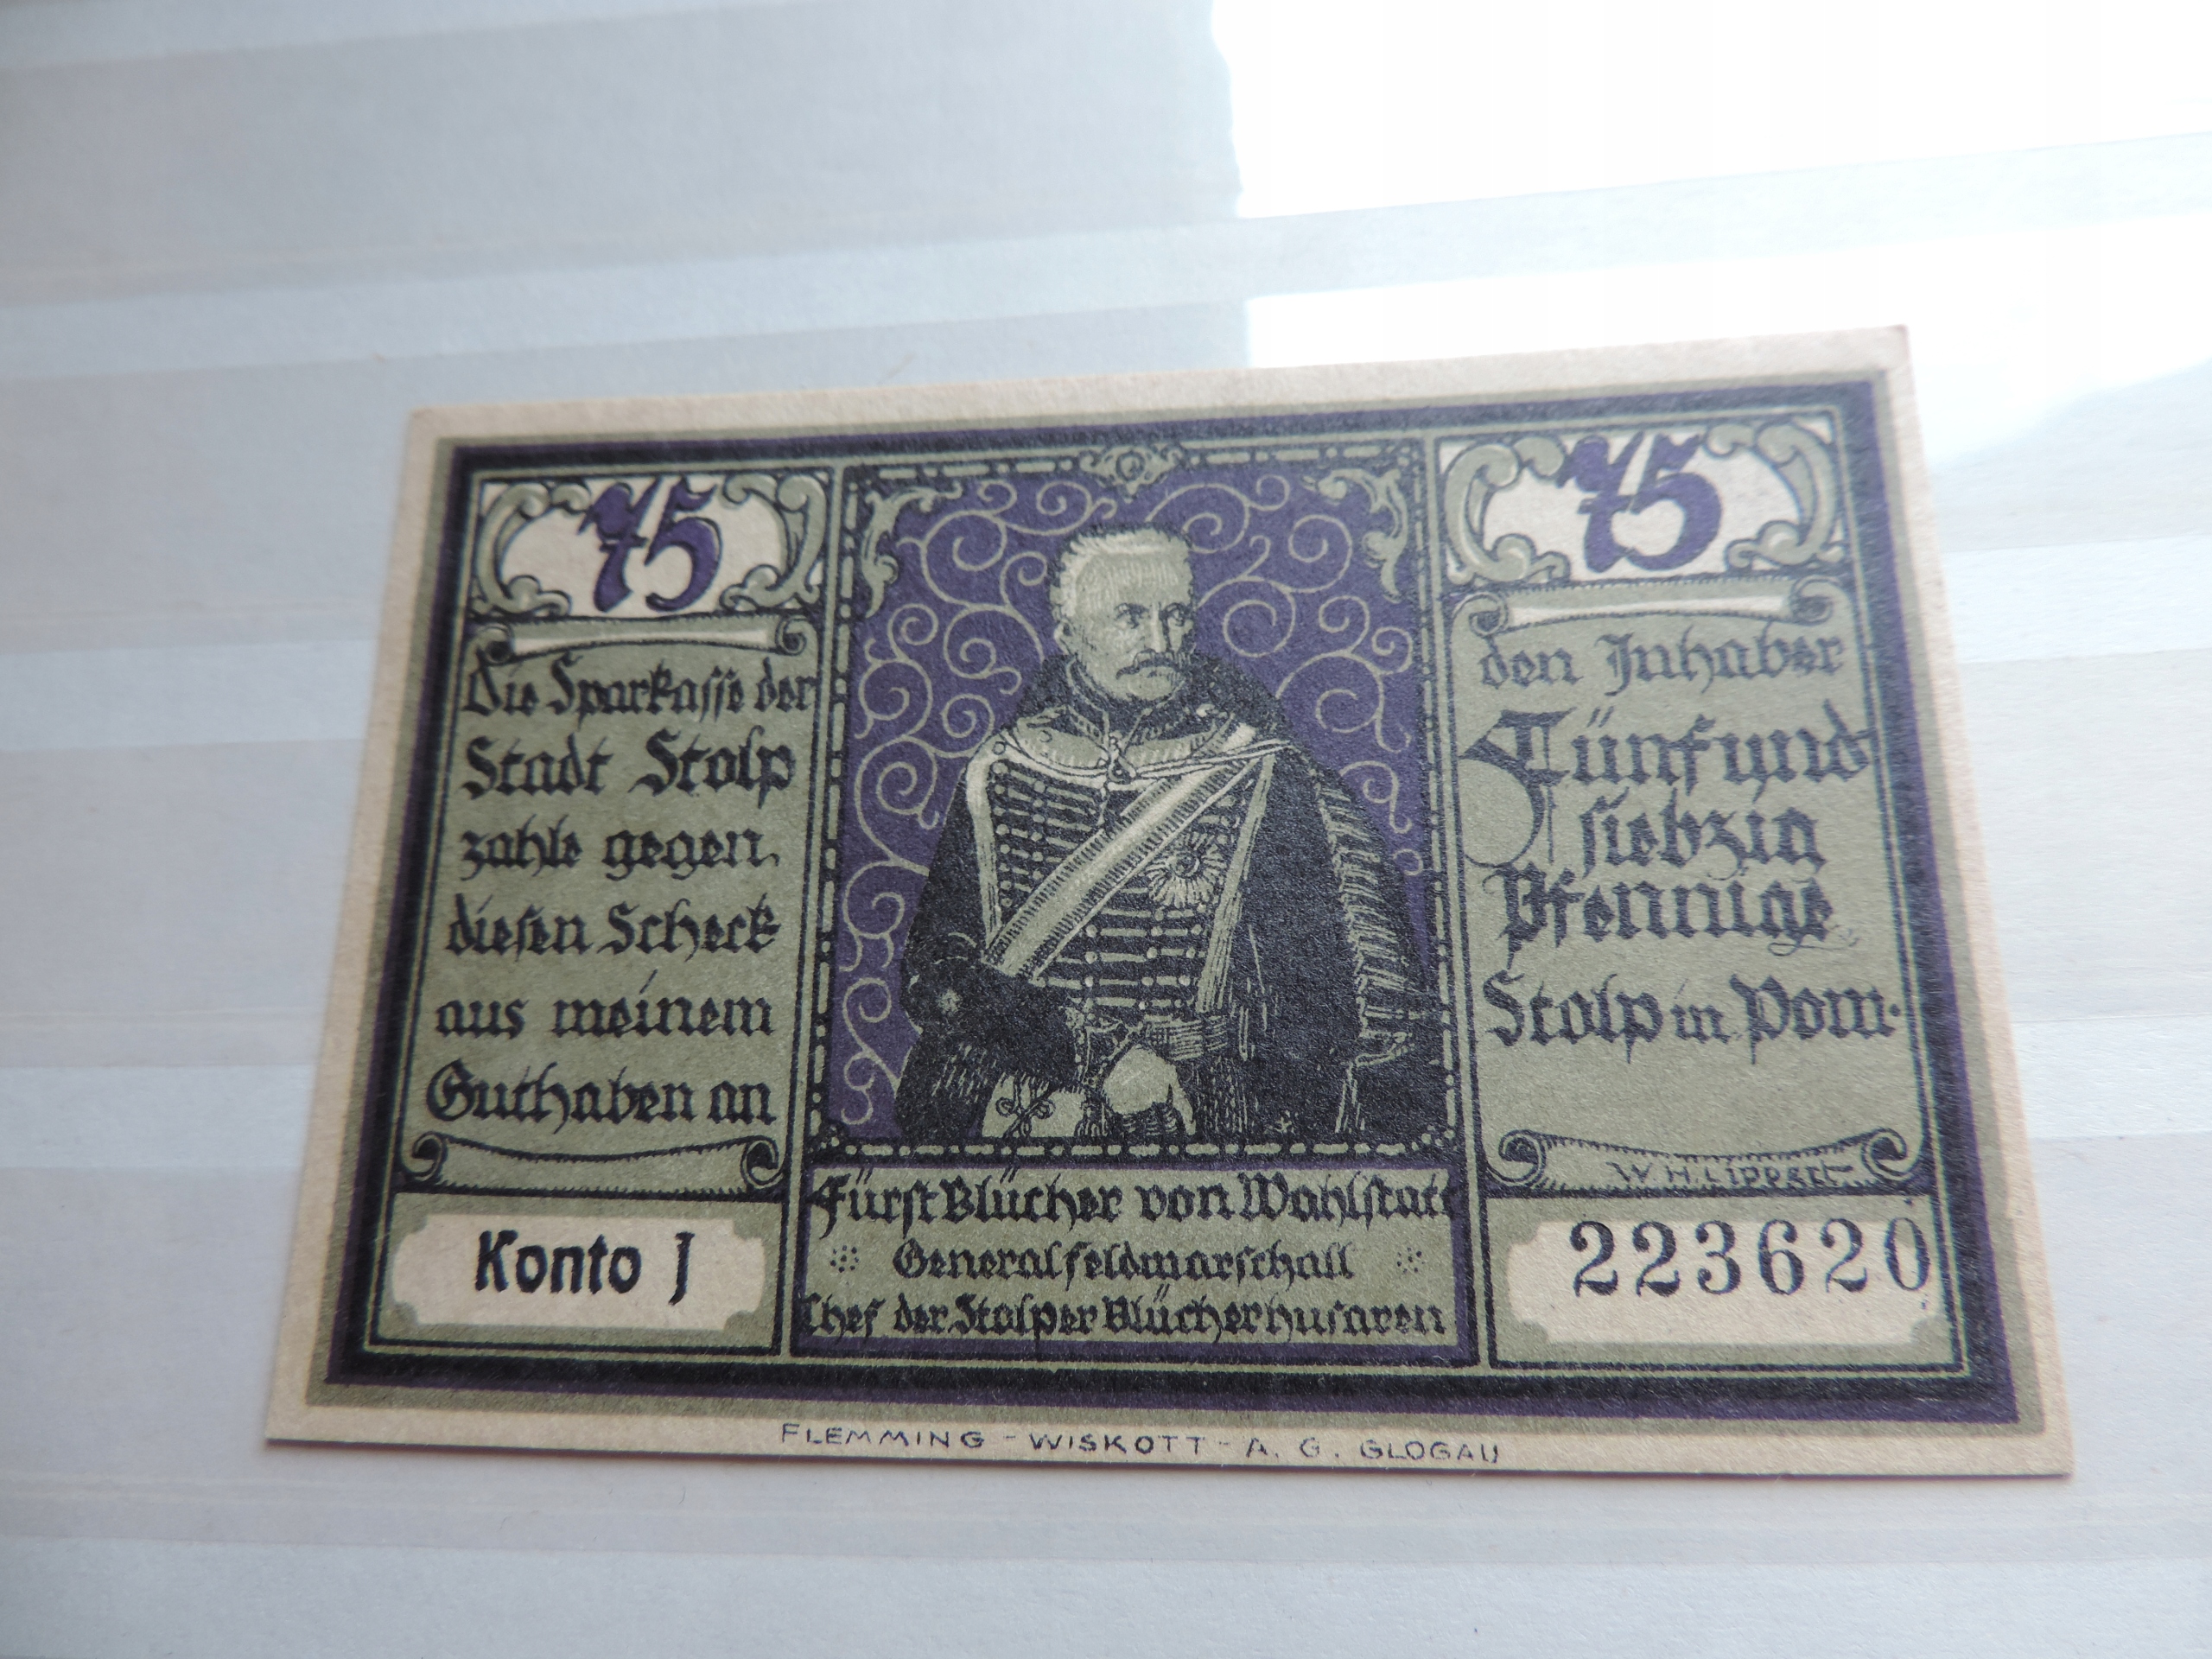 75
Die Sparkasse der
Stadt Stolp
zahle gegen
diesen Scheck
aus meinem
Guthaben an
Konto J
Fürst Blücher von Wahlstatt
Generalfeldmarschall
Chef der Stolper Blücherhusaren
75
den Inhaber
Fünfund
siebzig
Pfennige
Stolp in Pom.
W.H.LIPPERT
223620
FLEMMING - WISKOTT - A. G. GLOGAU